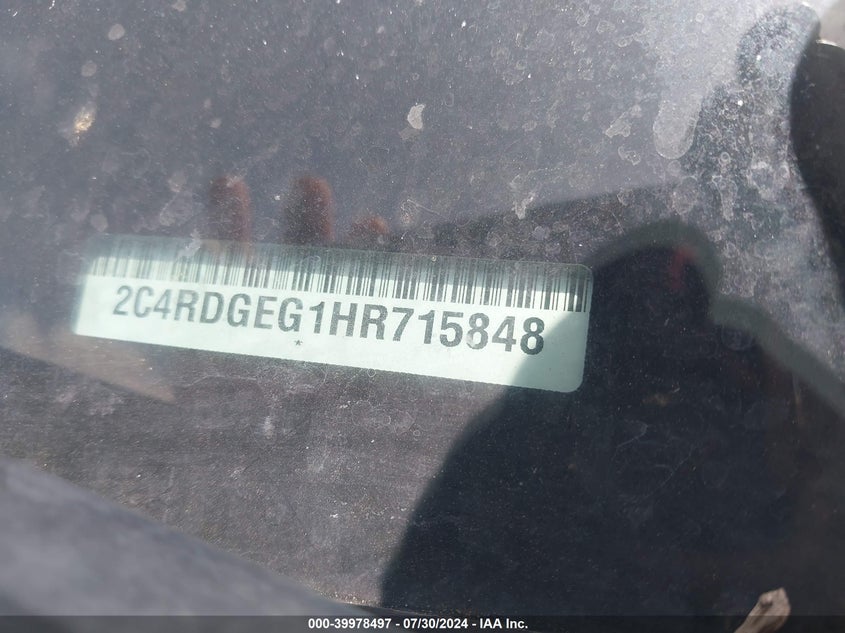 2C4RDGEG1HR715848
*
000-39978497 - 07/30/2024 - IAA Inc.